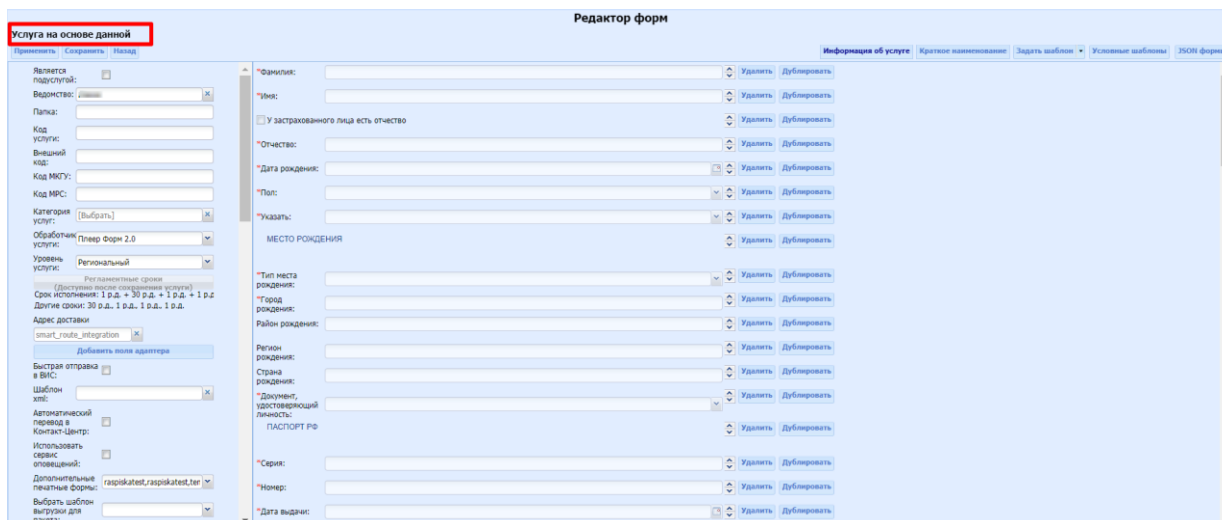 Редактор форм
Услуга на основе данной
Применить Сохранить Назад
Информация об услуге Краткое наименование Задать шаблон Условные шаблоны JSON форм
Является
подуслугой:
Ведомство:
Папка:
Код
услуги:
Внешний
код:
Код МКГУ:
Код МРС:
Категория
услуг: [Выбрать]
Обработчик
услуги: Плеер Форм 2.0
Уровень
услуги: Региональный
Регламентные сроки
(Доступно после сохранения услуги)
Срок исполнения: 1 р.д. + 30 р.д. + 1 р.д. + 1 р.д
Другие сроки: 30 р.д., 1 р.д., 1 р.д., 1 р.д.
Адрес доставки
smart_route_integration
Добавить поля адаптера
Быстрая отправка
в ВИС:
Шаблон
xml:
Автоматический
перевод в
Контакт-Центр:
Использовать
сервис
оповещений:
Дополнительные
печатные формы: raspiskatest,raspiskatest,ter
Выбрать шаблон
выгрузки для
пакета:
*Фамилия: Удалить Дублировать
*Имя: Удалить Дублировать
У застрахованного лица есть отчество Удалить Дублировать
*Отчество: Удалить Дублировать
*Дата рождения: Удалить Дублировать
*Пол: Удалить Дублировать
*Указать: Удалить Дублировать
МЕСТО РОЖДЕНИЯ Удалить Дублировать
*Тип места
рождения: Удалить Дублировать
*Город
рождения: Удалить Дублировать
Район рождения: Удалить Дублировать
Регион
рождения: Удалить Дублировать
Страна
рождения: Удалить Дублировать
*Документ,
удостоверяющий
личность: Удалить Дублировать
ПАСПОРТ РФ Удалить Дублировать
*Серия: Удалить Дублировать
*Номер: Удалить Дублировать
*Дата выдачи: Удалить Дублировать